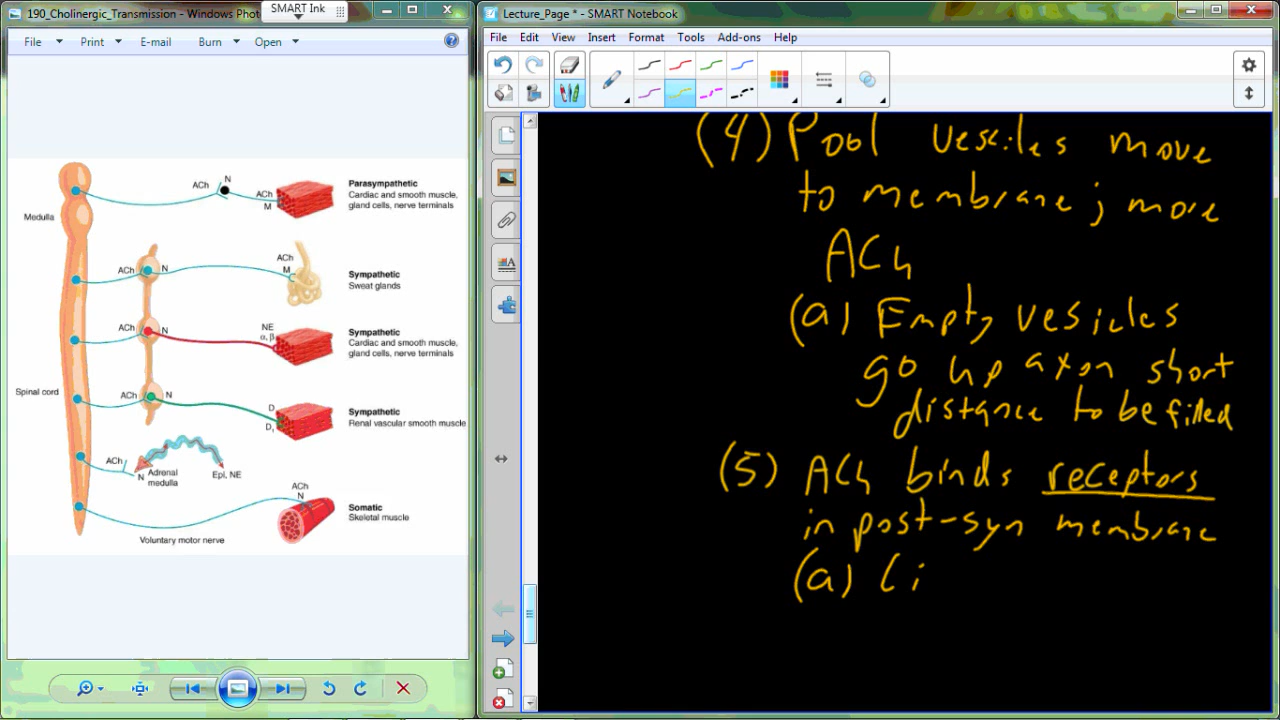 190_Cholinergic_Transmission - Windows Phot
SMART Ink
File Print E-mail Burn Open
Medulla
Spinal cord
ACh N
ACh
M
Parasympathetic
Cardiac and smooth muscle,
gland cells, nerve terminals
ACh N
ACh
M
Sympathetic
Sweat glands
ACh N
NE
α, β
Sympathetic
Cardiac and smooth muscle,
gland cells, nerve terminals
ACh N
D
D₁
Sympathetic
Renal vascular smooth muscle
ACh
N
Adrenal
medulla
Epi, NE
ACh
N
Somatic
Skeletal muscle
Voluntary motor nerve
Lecture_Page * - SMART Notebook
File Edit View Insert Format Tools Add-ons Help
(4) Pool vesciles move
to membrane; more
ACh
(a) Empty vesicles
go up axon short
distance to be filled
(5) ACh binds receptors
in post-syn membrane
(a) Li